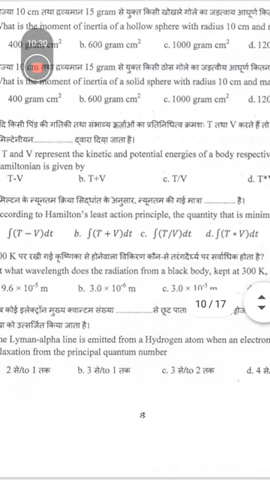 ज्या 10 cm तथा द्रव्यमान 15 gram से युक्त किसी खोखले गोले का जड़त्वाय आघूर्ण कित
hat is the moment of inertia of a hollow sphere with radius 10 cm and m
400 cm² b. 600 gram cm² c. 1000 gram cm² d. 120
ज्या 10 cm तथा द्रव्यमान 15 gram से युक्त किसी ठोस गोले का जड़त्वाय आघूर्ण कितन
hat is the moment of inertia of a solid sphere with radius 10 cm and ma
400 gram cm² b. 600 gram cm² c. 1000 gram cm² d. 120
दि किसी पिंड की गतिकी तथा संभाव्य ऊर्जाओं का प्रतिनिधित्व क्रमशः T तथा V करते हैं तो
मिल्टेनीयन............... द्वारा दिया जाता है।
T and V represent the kinetic and potential energies of a body respectiv
amiltonian is given by
T-V b. T+V c. T/V d. T*V
मिल्टन के न्यूनतम क्रिया सिद्धांत के अनुसार, न्यूनतम की गई मात्रा ............... है।
ccording to Hamilton's least action principle, the quantity that is minim
∫(T − V)dt b. ∫(T + V)dt c. ∫(T/V)dt d. ∫(T * V)dt
00 K पर रखी गई कृष्णिका से होनेवाला विकिरण कौन-से तरंगदैर्घ्य पर सर्वाधिक होता है?
t what wavelength does the radiation from a black body, kept at 300 K,
9.6 × 10⁻⁵ m b. 3.0 × 10⁻⁶ m c. 3.0 × 10⁻⁵ m
10 / 17
ब कोई इलेक्ट्रॉन मुख्य क्वान्टम संख्या ............... से छूट पाता
खा को उत्सर्जित किया जाता है।
he Lyman-alpha line is emitted from a Hydrogen atom when an electron
laxation from the principal quantum number
2 से/to 1 तक b. 3 से/to 1 तक c. 3 से/to 2 तक d. 4 से/